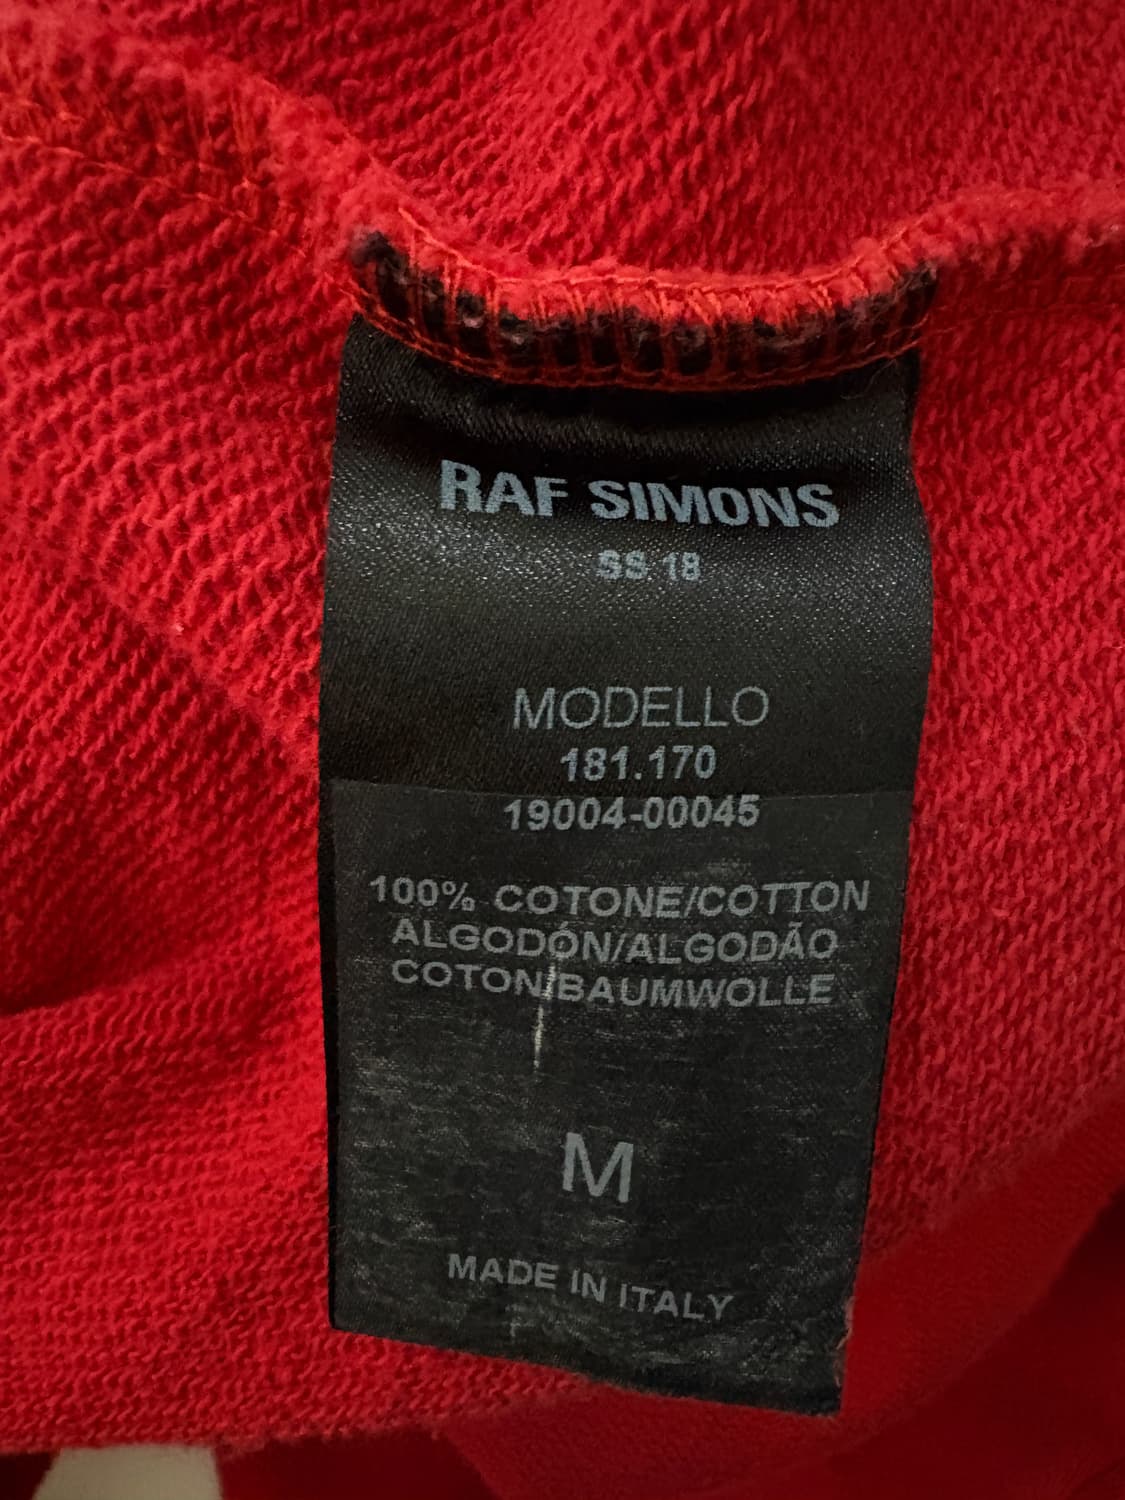 RAF SIMONS
SS 18
MODELLO
181.170
19004-00045
100% COTONE/COTTON
ALGODÓN/ALGODÃO
COTON/BAUMWOLLE
M
MADE IN ITALY